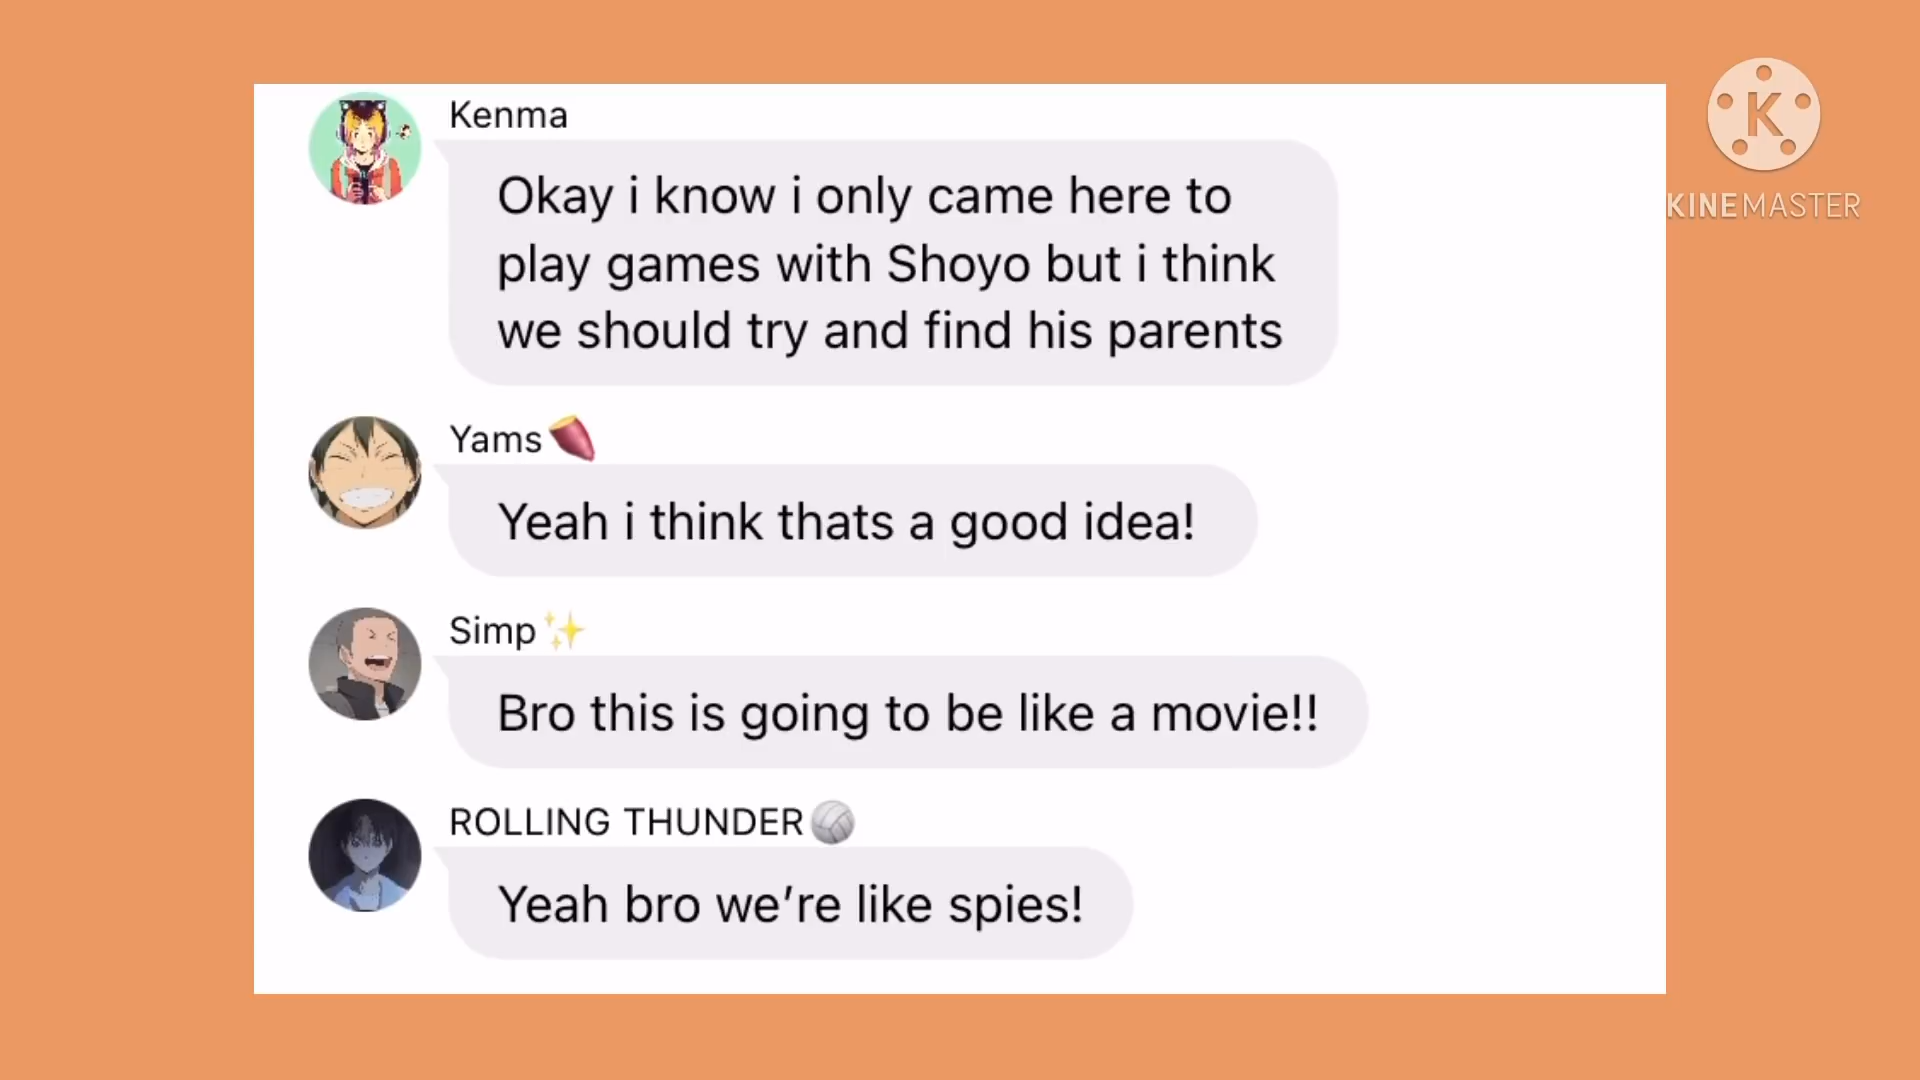 Kenma
Okay i know i only came here to
play games with Shoyo but i think
we should try and find his parents
Yams🍠
Yeah i think thats a good idea!
Simp✨
Bro this is going to be like a movie!!
ROLLING THUNDER🏐
Yeah bro we’re like spies!
K
KINEMASTER